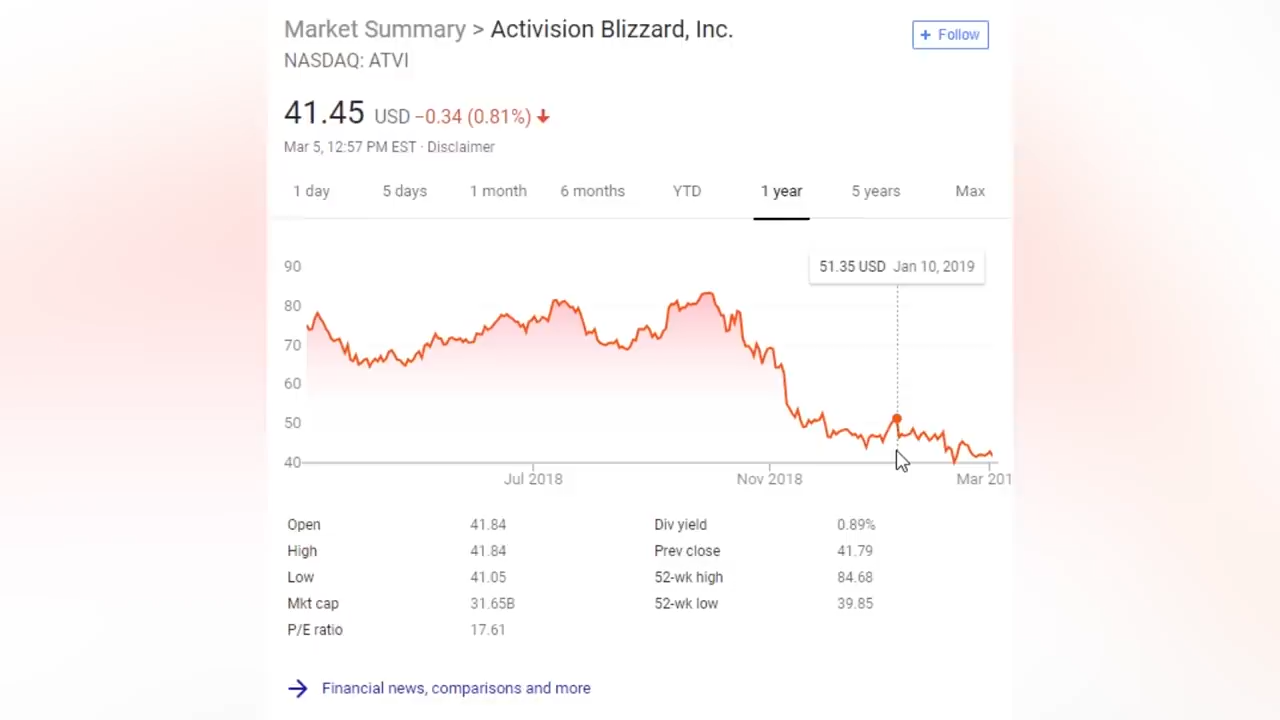 Market Summary > Activision Blizzard, Inc.
+ Follow
NASDAQ: ATVI
41.45 USD −0.34 (0.81%)
Mar 5, 12:57 PM EST · Disclaimer
1 day 5 days 1 month 6 months YTD 1 year 5 years Max
51.35 USD Jan 10, 2019
90
80
70
60
50
40
Jul 2018 Nov 2018 Mar 201
Open 41.84 Div yield 0.89%
High 41.84 Prev close 41.79
Low 41.05 52-wk high 84.68
Mkt cap 31.65B 52-wk low 39.85
P/E ratio 17.61
Financial news, comparisons and more